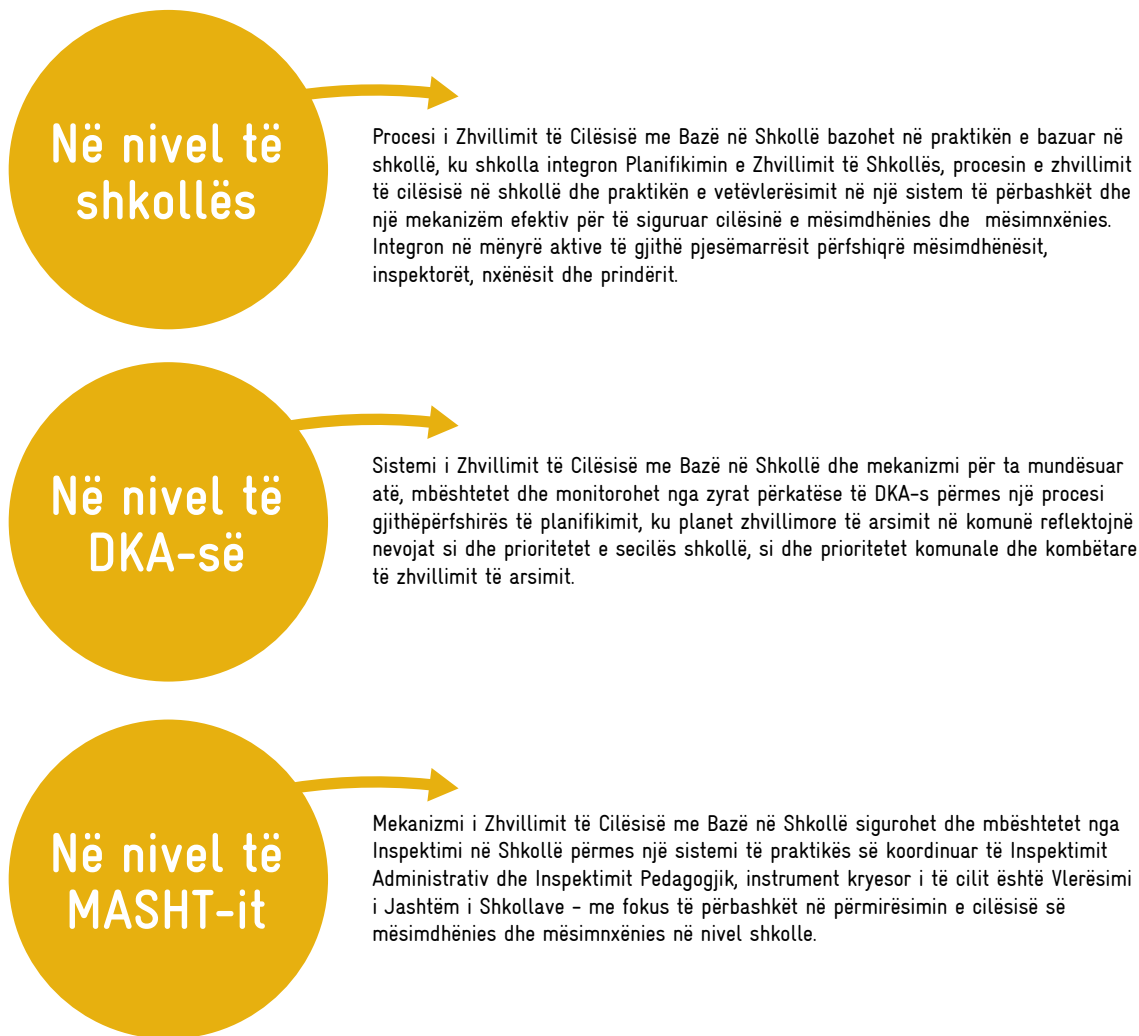 Në nivel të
shkollës
Procesi i Zhvillimit të Cilësisë me Bazë në Shkollë bazohet në praktikën e bazuar në
shkollë, ku shkolla integron Planifikimin e Zhvillimit të Shkollës, procesin e zhvillimit
të cilësisë në shkollë dhe praktikën e vetëvlerësimit në një sistem të përbashkët dhe
një mekanizëm efektiv për të siguruar cilësinë e mësimdhënies dhe mësimnxënies.
Integron në mënyrë aktive të gjithë pjesëmarrësit përfshiqrë mësimdhënësit,
inspektorët, nxënësit dhe prindërit.
Në nivel të
DKA-së
Sistemi i Zhvillimit të Cilësisë me Bazë në Shkollë dhe mekanizmi për ta mundësuar
atë, mbështetet dhe monitorohet nga zyrat përkatëse të DKA-s përmes një procesi
gjithëpërfshirës të planifikimit, ku planet zhvillimore të arsimit në komunë reflektojnë
nevojat si dhe prioritetet e secilës shkollë, si dhe prioritetet komunale dhe kombëtare
të zhvillimit të arsimit.
Në nivel të
MASHT-it
Mekanizmi i Zhvillimit të Cilësisë me Bazë në Shkollë sigurohet dhe mbështetet nga
Inspektimi në Shkollë përmes një sistemi të praktikës së koordinuar të Inspektimit
Administrativ dhe Inspektimit Pedagogjik, instrument kryesor i të cilit është Vlerësimi
i Jashtëm i Shkollave - me fokus të përbashkët në përmirësimin e cilësisë së
mësimdhënies dhe mësimnxënies në nivel shkolle.